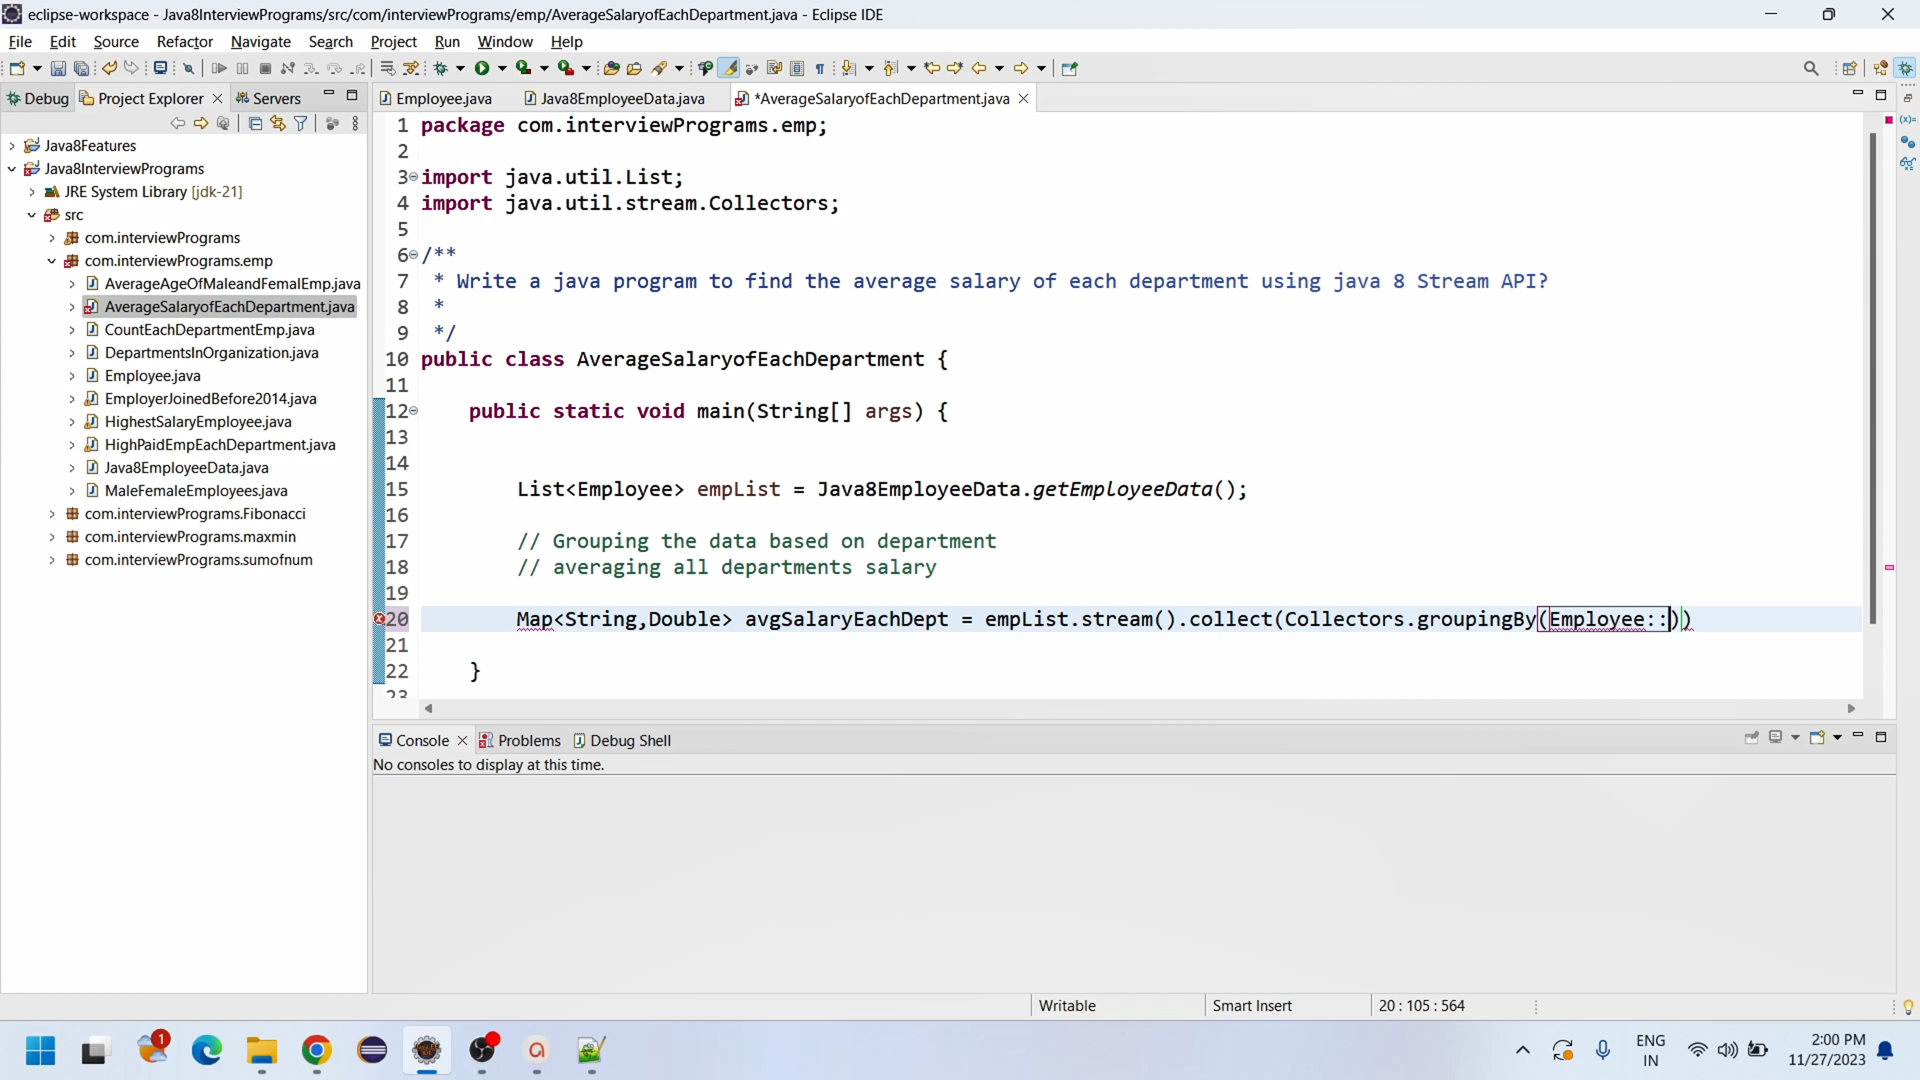 eclipse-workspace - Java8InterviewPrograms/src/com/interviewPrograms/emp/AverageSalaryofEachDepartment.java - Eclipse IDE
File Edit Source Refactor Navigate Search Project Run Window Help
Debug Project Explorer Servers
Employee.java Java8EmployeeData.java *AverageSalaryofEachDepartment.java
Java8Features
Java8InterviewPrograms
JRE System Library [jdk-21]
src
com.interviewPrograms
com.interviewPrograms.emp
AverageAgeOfMaleandFemalEmp.java
AverageSalaryofEachDepartment.java
CountEachDepartmentEmp.java
DepartmentsInOrganization.java
Employee.java
EmployerJoinedBefore2014.java
HighestSalaryEmployee.java
HighPaidEmpEachDepartment.java
Java8EmployeeData.java
MaleFemaleEmployees.java
com.interviewPrograms.Fibonacci
com.interviewPrograms.maxmin
com.interviewPrograms.sumofnum
1 package com.interviewPrograms.emp;
2
3 import java.util.List;
4 import java.util.stream.Collectors;
5
6 /**
7 * Write a java program to find the average salary of each department using java 8 Stream API?
8 *
9 */
10 public class AverageSalaryofEachDepartment {
11
12 public static void main(String[] args) {
13
14
15 List<Employee> empList = Java8EmployeeData.getEmployeeData();
16
17 // Grouping the data based on department
18 // averaging all departments salary
19
20 Map<String,Double> avgSalaryEachDept = empList.stream().collect(Collectors.groupingBy(Employee::))
21
22 }
23
Console Problems Debug Shell
No consoles to display at this time.
Writable Smart Insert 20 : 105 : 564
1
ENG
IN
2:00 PM
11/27/2023